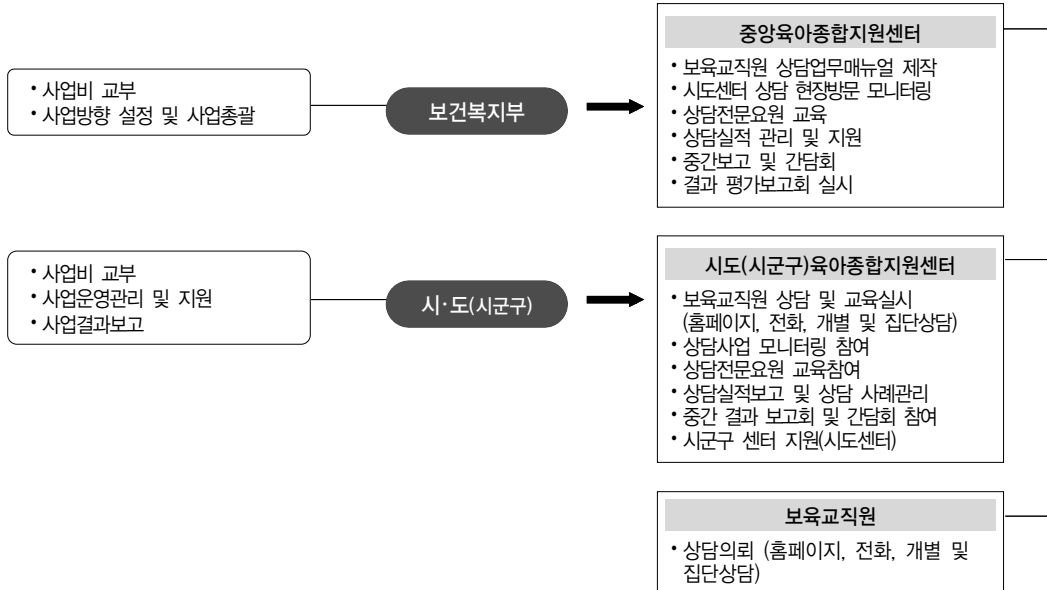 • 사업비 교부
• 사업방향 설정 및 사업총괄
보건복지부
중앙육아종합지원센터
• 보육교직원 상담업무매뉴얼 제작
• 시도센터 상담 현장방문 모니터링
• 상담전문요원 교육
• 상담실적 관리 및 지원
• 중간보고 및 간담회
• 결과 평가보고회 실시
• 사업비 교부
• 사업운영관리 및 지원
• 사업결과보고
시·도(시군구)
시도(시군구)육아종합지원센터
• 보육교직원 상담 및 교육실시
(홈페이지, 전화, 개별 및 집단상담)
• 상담사업 모니터링 참여
• 상담전문요원 교육참여
• 상담실적보고 및 상담 사례관리
• 중간 결과 보고회 및 간담회 참여
• 시군구 센터 지원(시도센터)
보육교직원
• 상담의뢰 (홈페이지, 전화, 개별 및
집단상담)